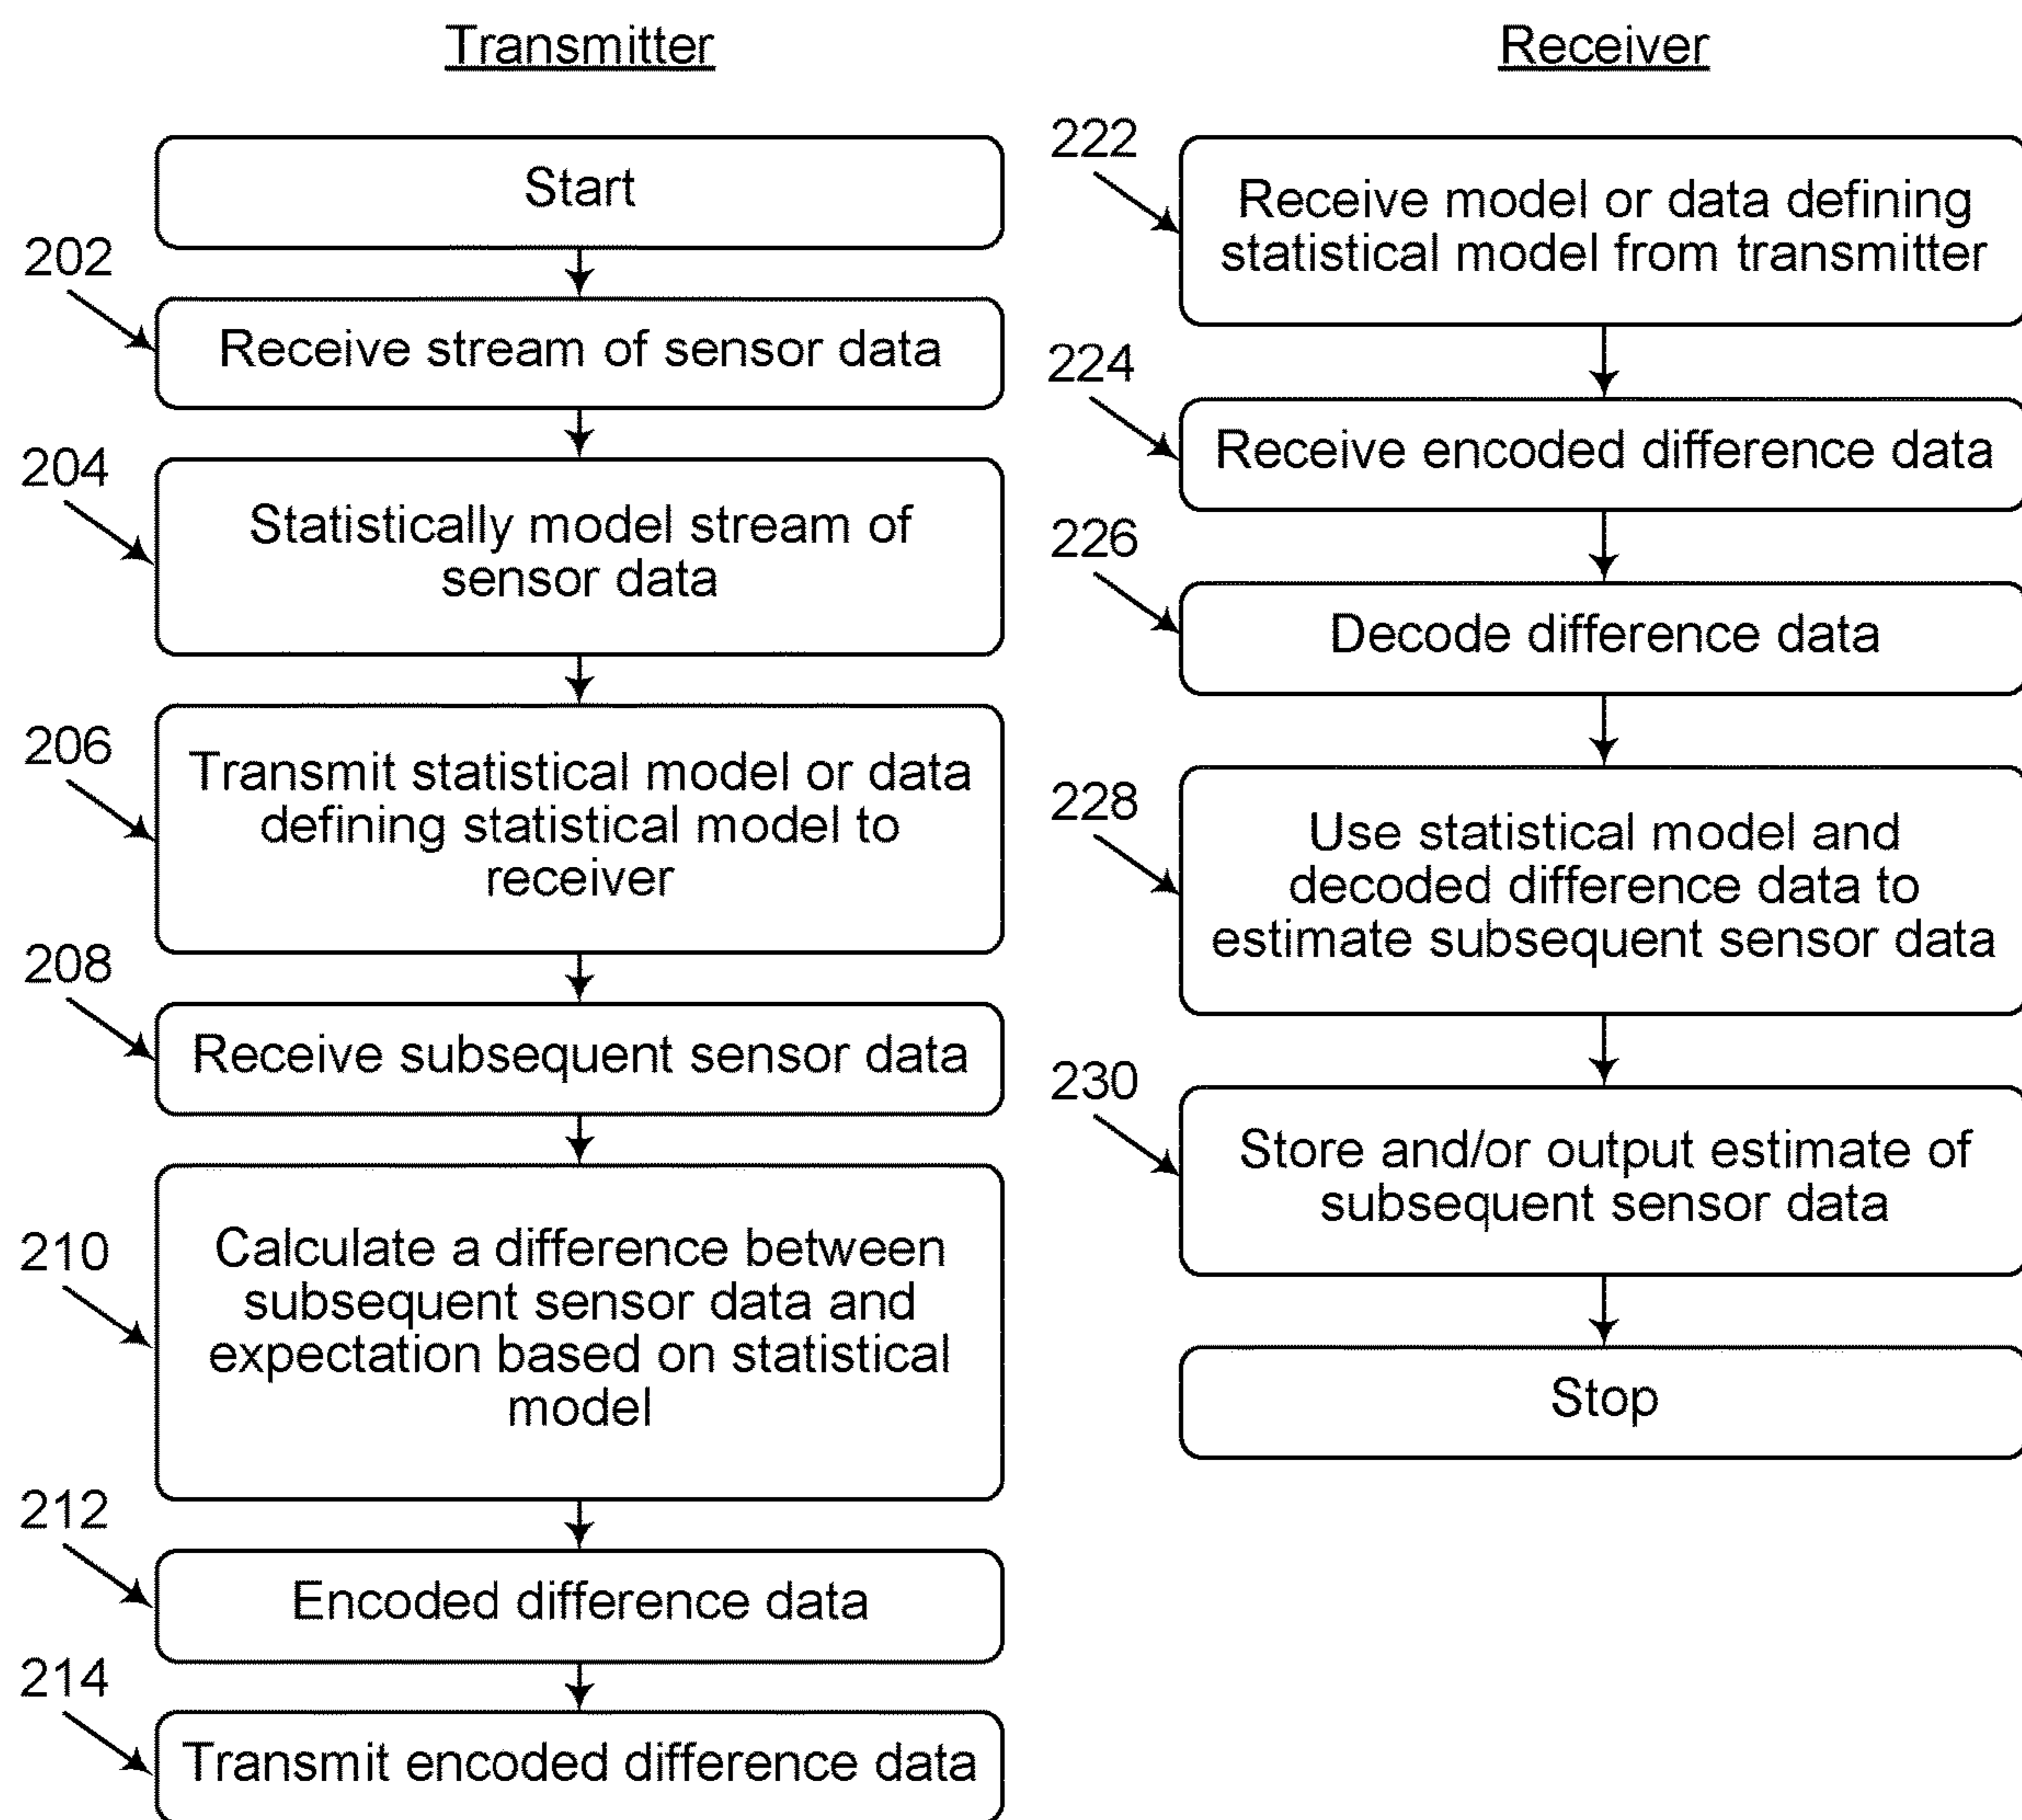 Transmitter
Start
202
Receive stream of sensor data
204
Statistically model stream of
sensor data
206
Transmit statistical model or data
defining statistical model to
receiver
208
Receive subsequent sensor data
210
Calculate a difference between
subsequent sensor data and
expectation based on statistical
model
212
Encoded difference data
214
Transmit encoded difference data
Receiver
222
Receive model or data defining
statistical model from transmitter
224
Receive encoded difference data
226
Decode difference data
228
Use statistical model and
decoded difference data to
estimate subsequent sensor data
230
Store and/or output estimate of
subsequent sensor data
Stop